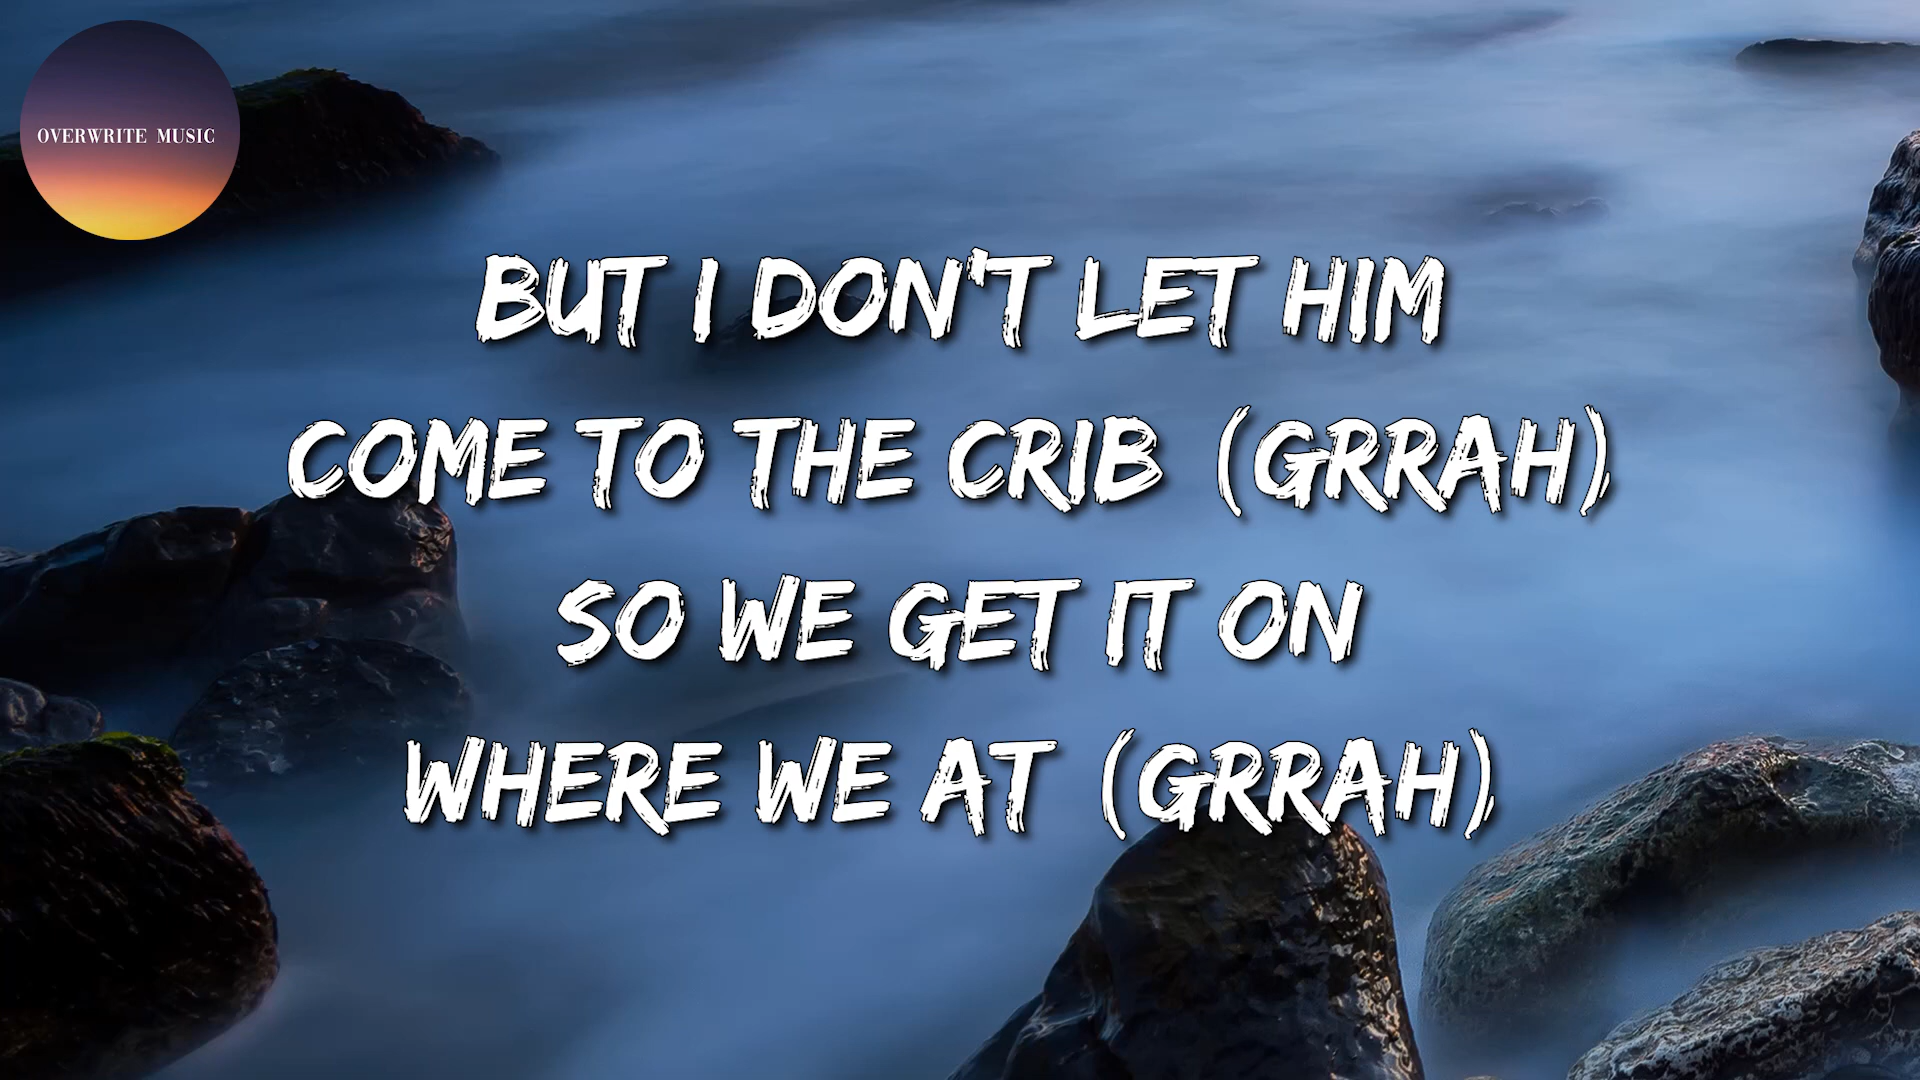 OVERWRITE MUSIC
BUT I DON'T LET HIM
COME TO THE CRIB (GRRAH)
SO WE GET IT ON
WHERE WE AT (GRRAH)